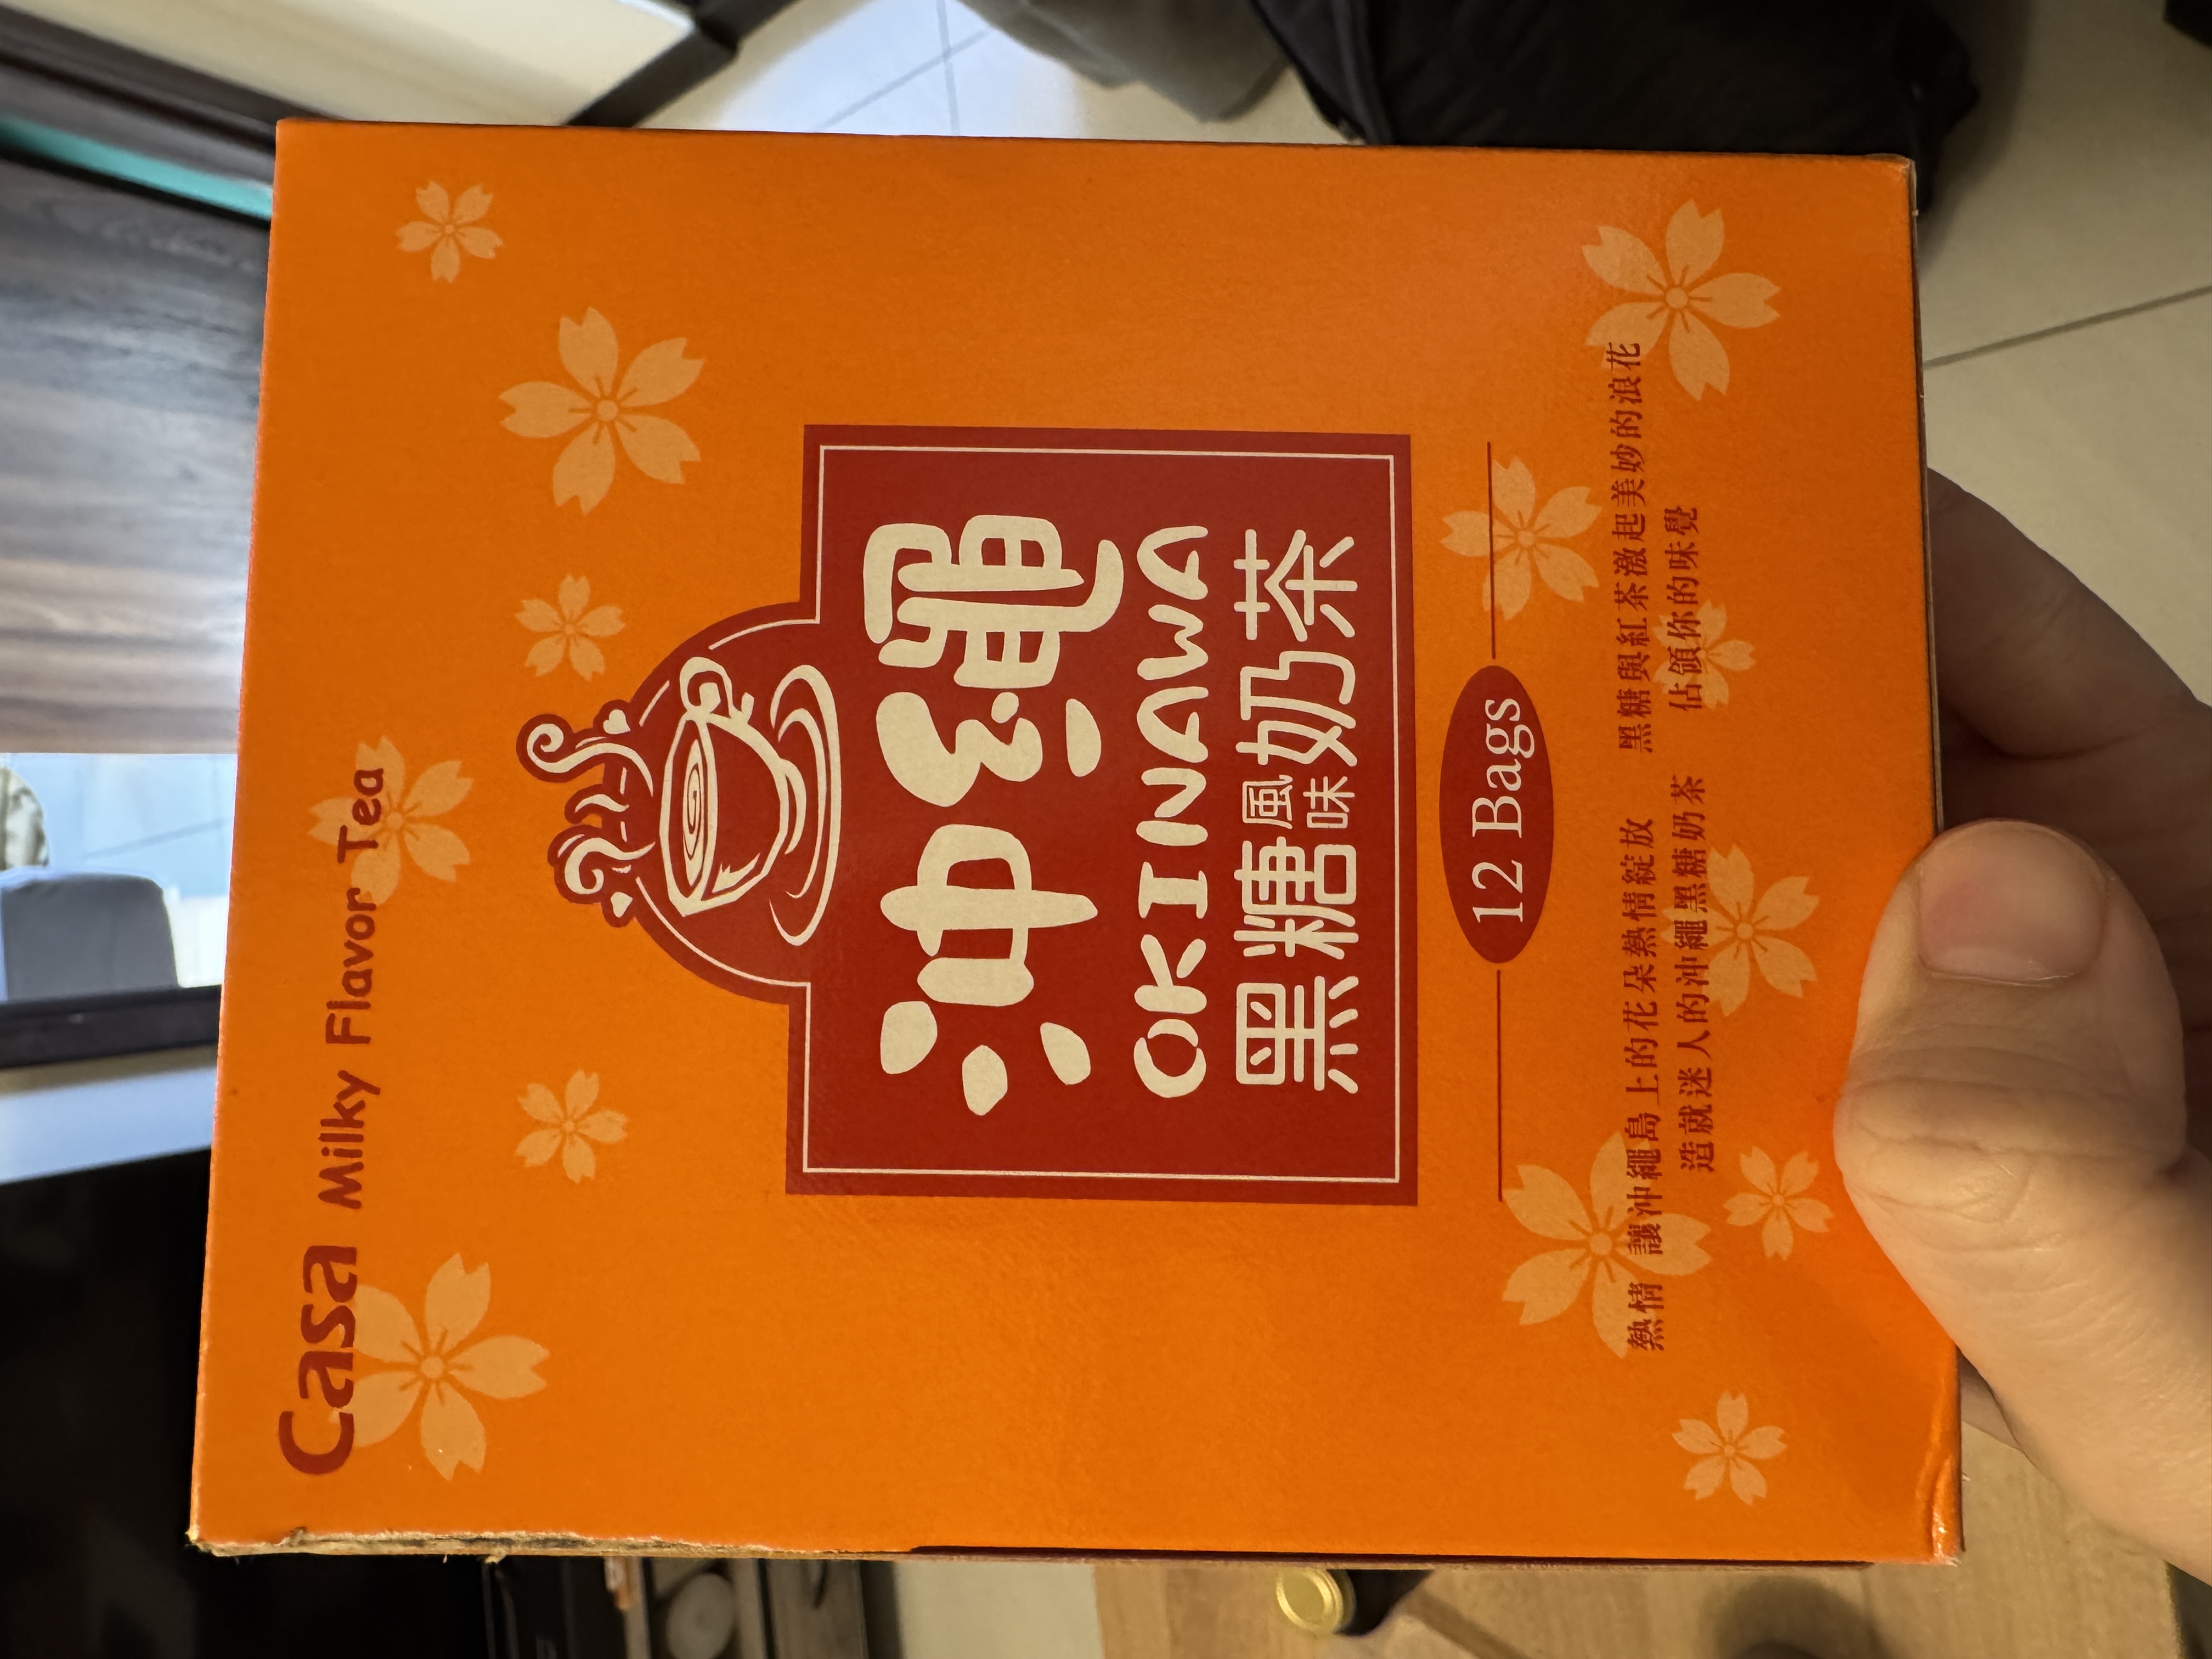 Casa Milky Flavor Tea
沖繩
OKINAWA
黑糖風味奶茶
12 Bags
熱情 讓沖繩島上的花朵熱情綻放 黑糖與紅茶激起美妙的浪花
造就迷人的沖繩黑糖奶茶 佔領你的味覺